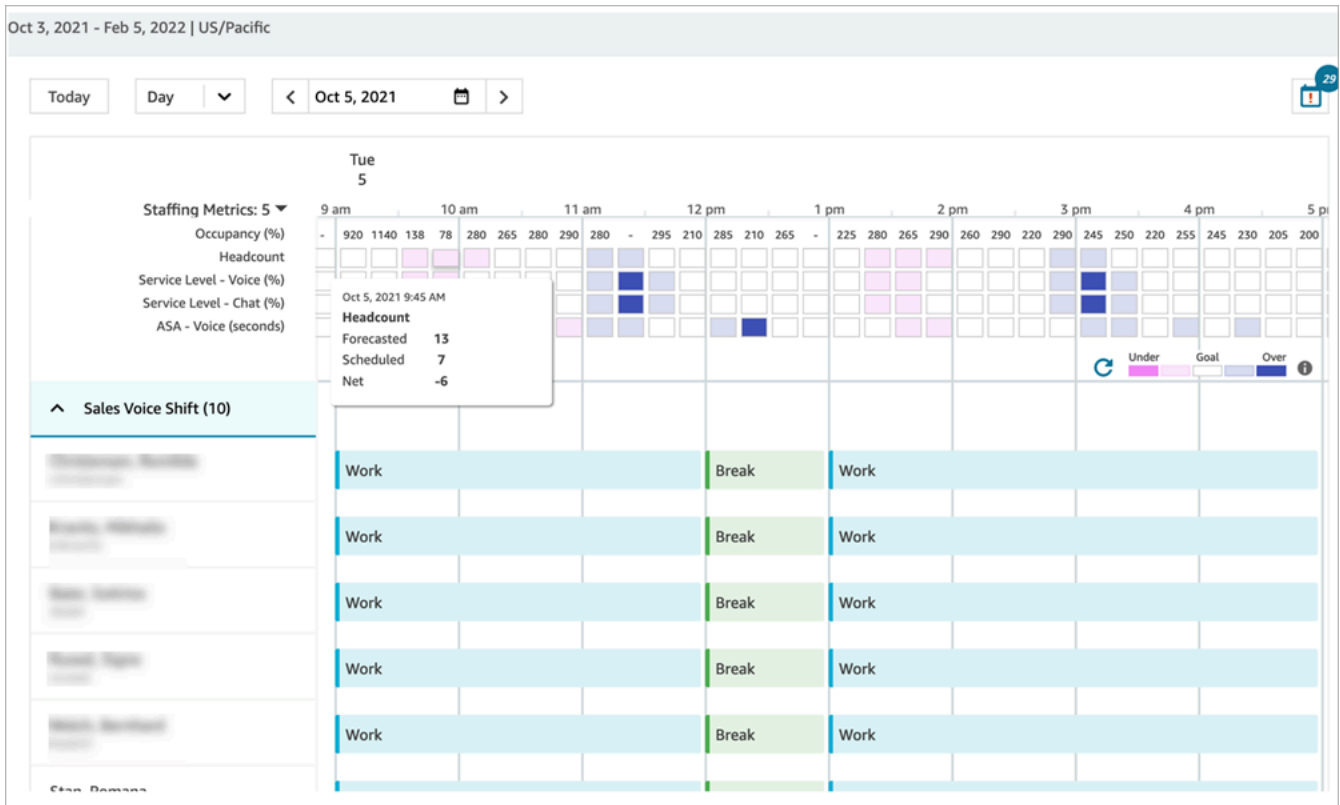 Oct 3, 2021 - Feb 5, 2022 | US/Pacific
Today Day Oct 5, 2021 29
Tue
5
Staffing Metrics: 5 9 am 10 am 11 am 12 pm 1 pm 2 pm 3 pm 4 pm
Occupancy (%) - 920 1140 138 78 280 265 280 290 280 - 295 210 285 210 265 - 225 280 265 290 260 290 220 290 245 250 220 255 245 230 205 200
Headcount
Service Level - Voice (%)
Service Level - Chat (%)
ASA - Voice (seconds)
Oct 5, 2021 9:45 AM
Headcount
Forecasted 13
Scheduled 7
Net -6
Under Goal Over
Sales Voice Shift (10)
Work Break Work
Work Break Work
Work Break Work
Work Break Work
Work Break Work